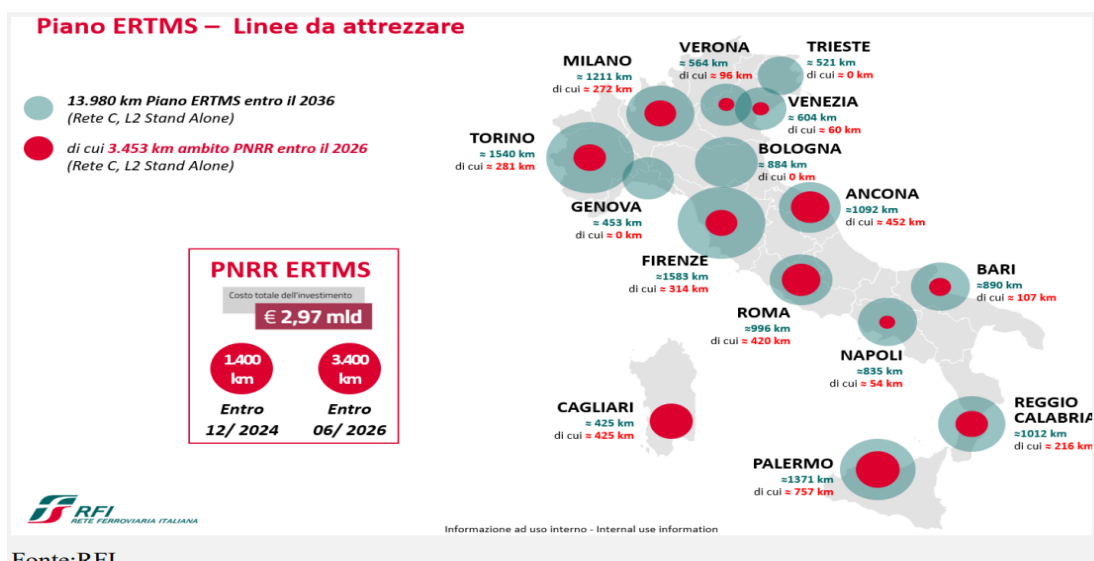 Piano ERTMS – Linee da attrezzare
13.980 km Piano ERTMS entro il 2036
(Rete C, L2 Stand Alone)
di cui 3.453 km ambito PNRR entro il 2026
(Rete C, L2 Stand Alone)
PNRR ERTMS
Costo totale dell'investimento
€ 2,97 mld
1.400
km
Entro
12/ 2024
3.400
km
Entro
06/ 2026
VERONA
≈ 564 km
di cui ≈ 96 km
TRIESTE
≈ 521 km
di cui ≈ 0 km
MILANO
≈ 1211 km
di cui ≈ 272 km
VENEZIA
≈ 604 km
di cui ≈ 60 km
TORINO
≈ 1540 km
di cui ≈ 281 km
BOLOGNA
≈ 884 km
di cui 0 km
GENOVA
≈ 453 km
di cui ≈ 0 km
ANCONA
≈1092 km
di cui ≈ 452 km
FIRENZE
≈1583 km
di cui ≈ 314 km
BARI
≈890 km
di cui ≈ 107 km
ROMA
≈996 km
di cui ≈ 420 km
NAPOLI
≈835 km
di cui ≈ 54 km
CAGLIARI
≈ 425 km
di cui ≈ 425 km
REGGIO
CALABRIA
≈1012 km
di cui ≈ 216 km
PALERMO
≈1371 km
di cui ≈ 757 km
RFI
RETE FERROVIARIA ITALIANA
Informazione ad uso interno - Internal use information
Fonte:RFI